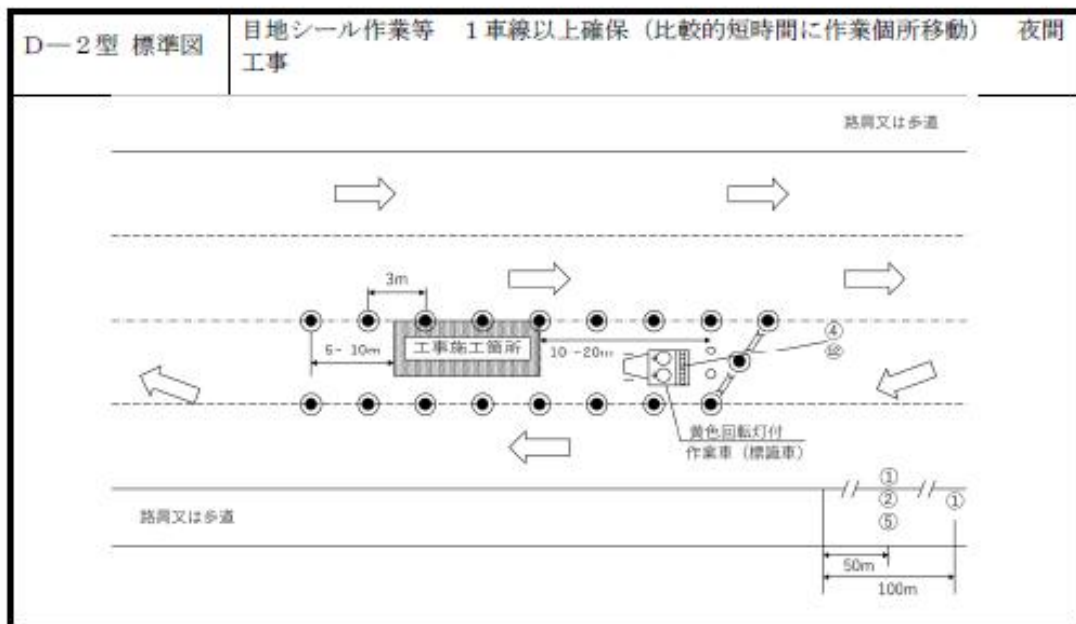 D―2型 標準図
目地シール作業等 1車線以上確保（比較的短時間に作業個所移動） 夜間
工事
路肩又は歩道
3m
5- 10m
工事施工箇所
10 -20m
④
黄色回転灯付
作業車（標識車）
路肩又は歩道
①
②
⑤
①
50m
100m